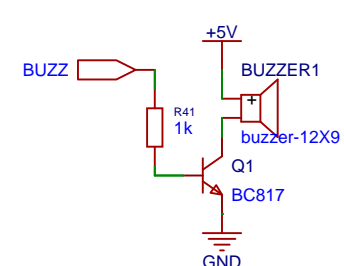 +5V
BUZZ
BUZZER1
+
R41
1k
buzzer-12X9
Q1
BC817
GND